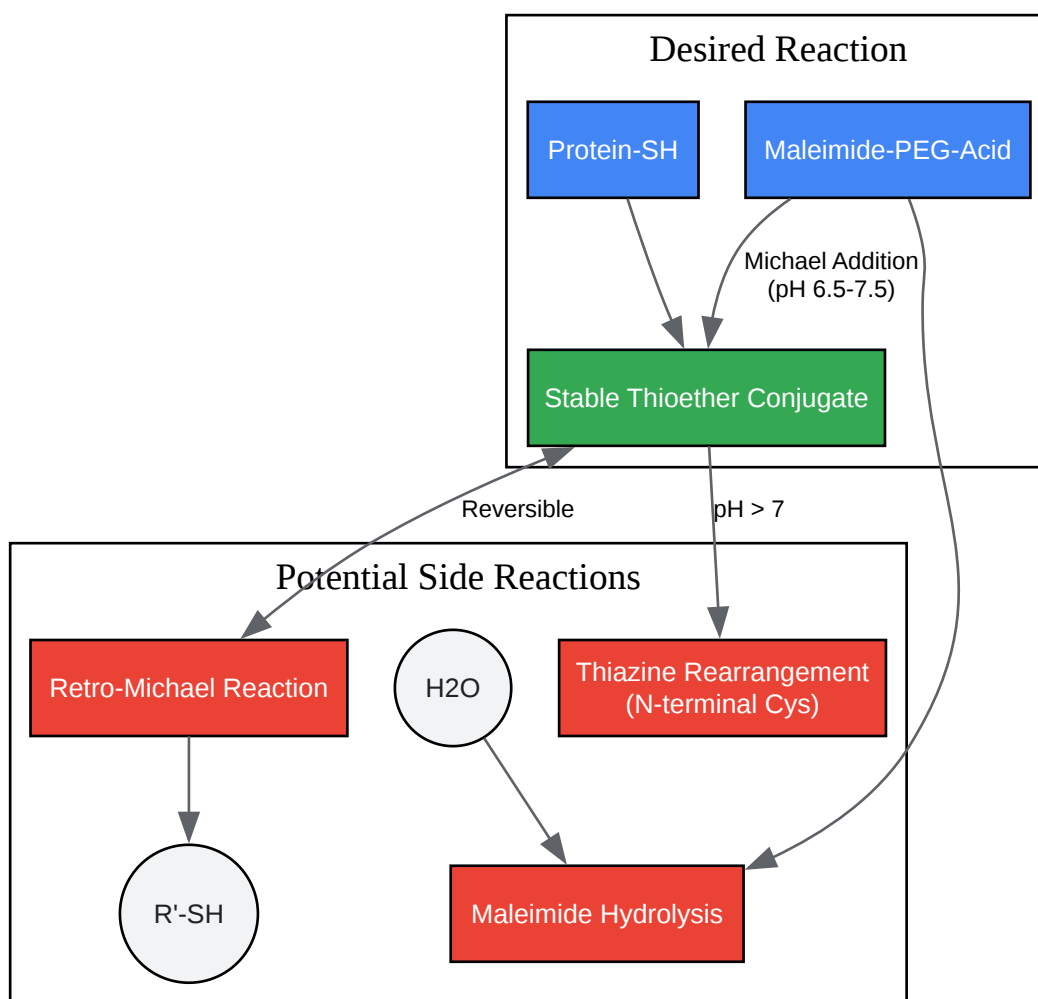 Desired Reaction
Protein-SH
Maleimide-PEG-Acid
Michael Addition
(pH 6.5-7.5)
Stable Thioether Conjugate
Reversible
pH > 7
Potential Side Reactions
Retro-Michael Reaction
H2O
Thiazine Rearrangement
(N-terminal Cys)
R'-SH
Maleimide Hydrolysis